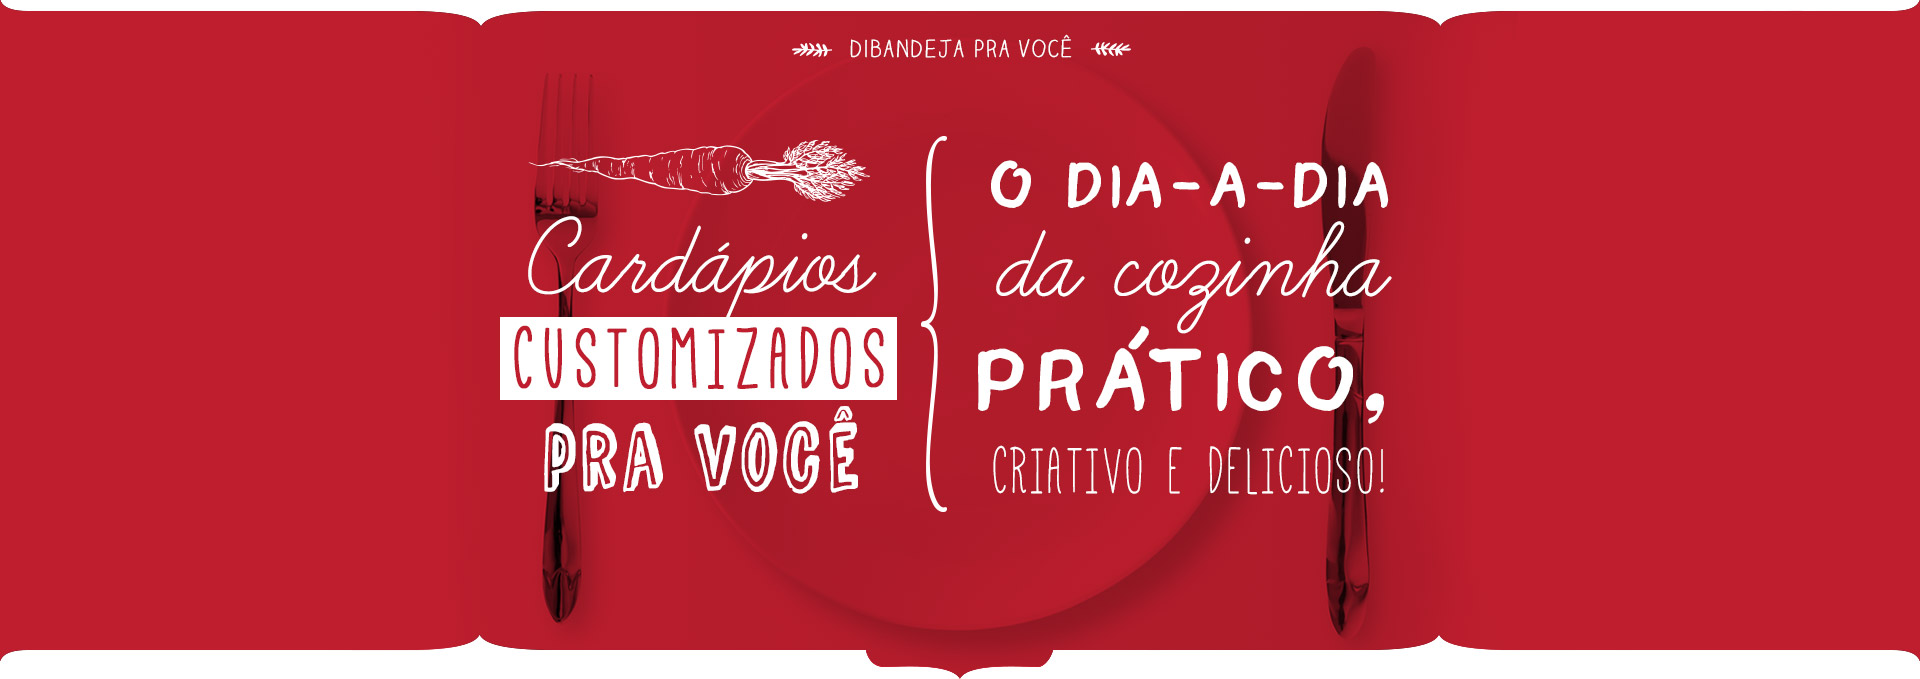 DIBANDEJA PRA VOCÊ
Cardápios
CUSTOMIZADOS
PRA VOCÊ
O DIA-A-DIA
da cozinha
PRÁTICO,
CRIATIVO E DELICIOSO!